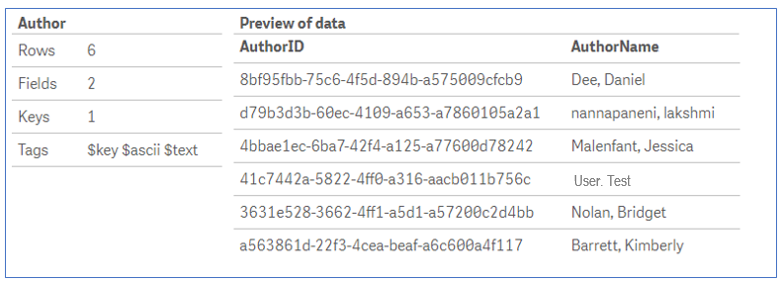 Author
Rows 6
Fields 2
Keys 1
Tags $key $ascii $text
Preview of data
AuthorID AuthorName
8bf95fbb-75c6-4f5d-894b-a575009cfcb9 Dee, Daniel
d79b3d3b-60ec-4109-a653-a7860105a2a1 nannapaneni, lakshmi
4bbae1ec-6ba7-42f4-a125-a77600d78242 Malenfant, Jessica
41c7442a-5822-4ff0-a316-aacb011b756c User. Test
3631e528-3662-4ff1-a5d1-a57200c2d4bb Nolan, Bridget
a563861d-22f3-4cea-beaf-a6c600a4f117 Barrett, Kimberly